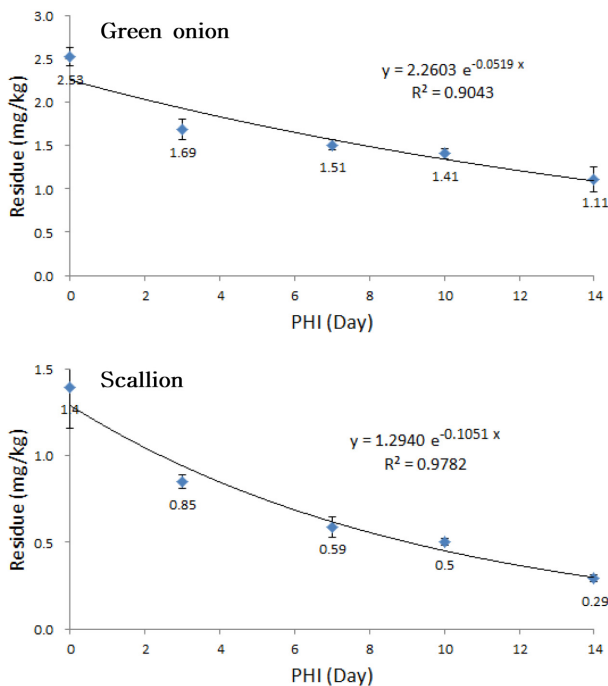 Green onion
3.0
2.5
2.0
1.5
1.0
0.5
0.0
Residue (mg/kg)
2.53
1.69
1.51
1.41
1.11
y = 2.2603 e^-0.0519 x
R² = 0.9043
0 2 4 6 8 10 12 14
PHI (Day)
Scallion
1.5
1.0
0.5
0.0
Residue (mg/kg)
1.4
0.85
0.59
0.5
0.29
y = 1.2940 e^-0.1051 x
R² = 0.9782
0 2 4 6 8 10 12 14
PHI (Day)